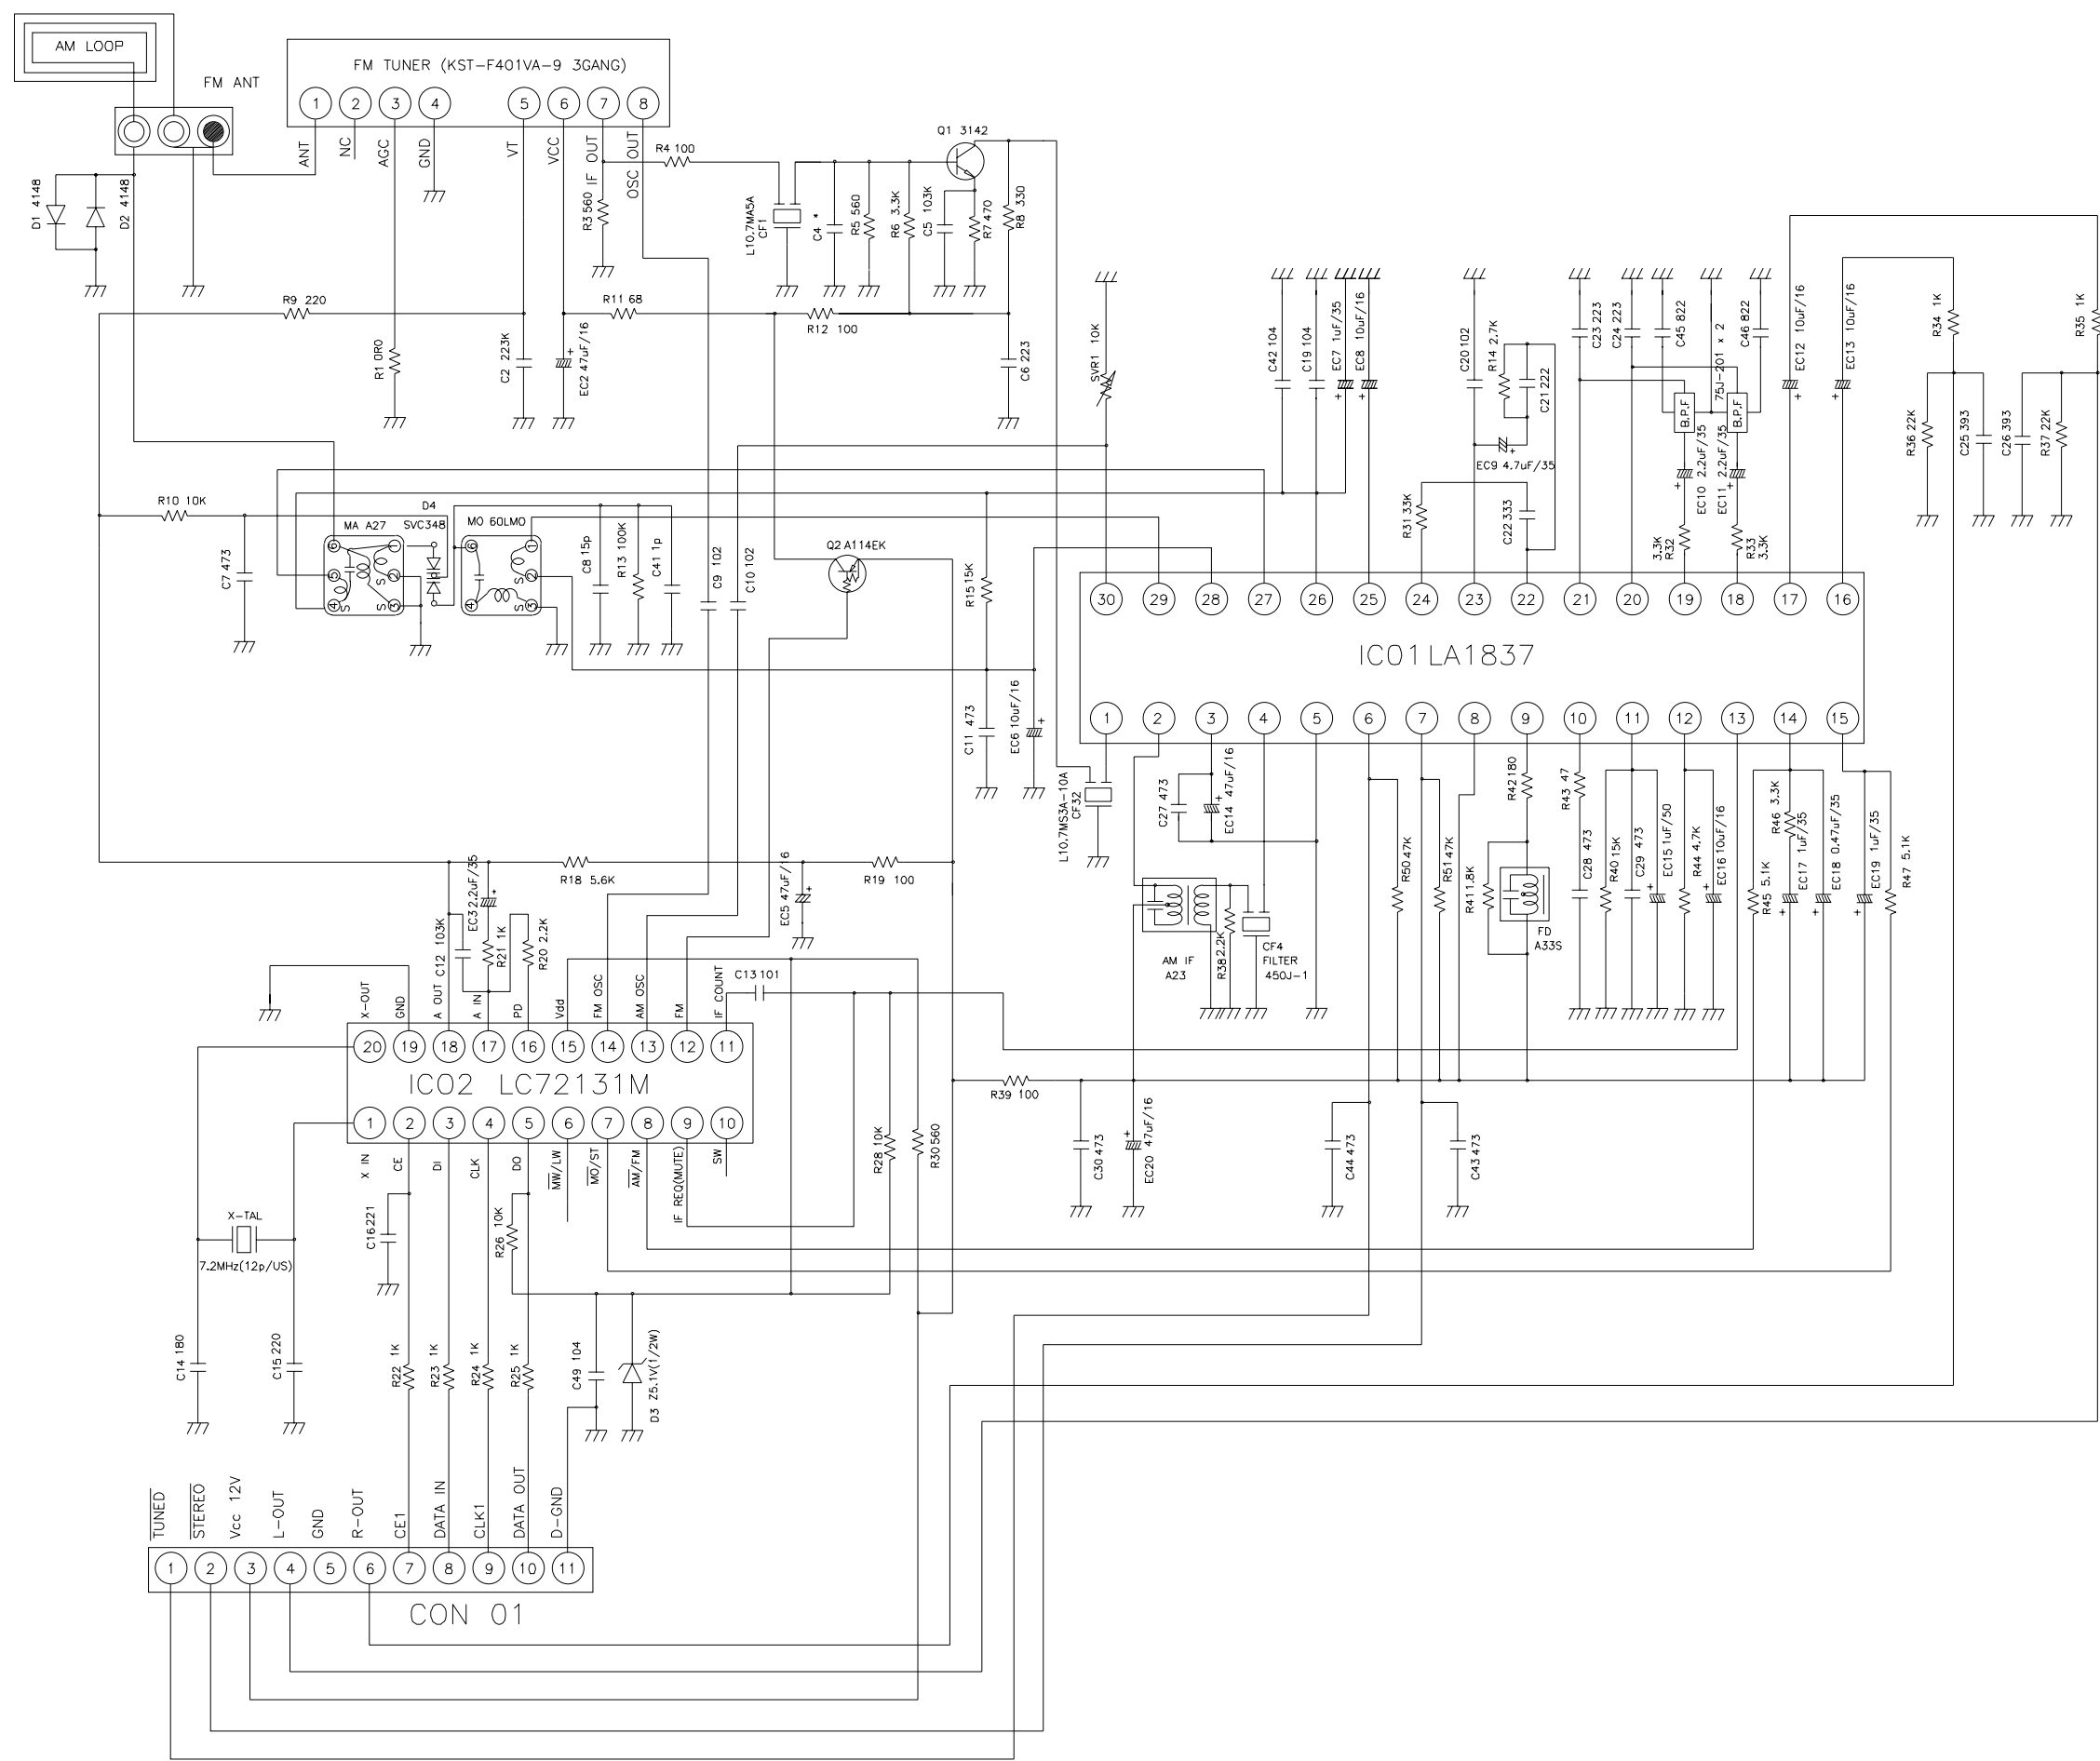 AM LOOP
FM ANT
FM TUNER (KST-F401VA-9 3GANG)
1 2 3 4 5 6 7 8
ANT
NC
AGC
GND
VT
VCC
IF OUT
OSC OUT
D1 4148
D2 4148
R3 560
R4 100
L10.7MA5A
CF1
C4 *
R5 560
R6 3.3K
C5 103K
Q1 3142
R7 470
R8 330
R9 220
R1 0R0
C2 223K
EC2 47uF/16
R11 68
R12 100
C6 223
SVR1 10K
C42 104
C19 104
EC7 1uF/35
EC8 10uF/16
C20 102
R14 2.7K
C21 222
EC9 4.7uF/35
C23 223
C24 223
C45 822
75J-201 x 2
C46 822
B.P.F
B.P.F
EC10 2.2uF/35
EC11 2.2uF/35
EC12 10uF/16
EC13 10uF/16
R34 1K
R35 1K
R36 22K
C25 393
C26 393
R37 22K
R31 33K
C22 333
3.3K
R32
R33
3.3K
R10 10K
C7 473
MA A27
6 1 5 2 4 3
S S S
D4
SVC348
MO 60LMO
6 1 2 4 3
S S
C8 15p
R13 100K
C41 1p
C9 102
C10 102
Q2 A114EK
R15 15K
C11 473
EC6 10uF/16
30 29 28 27 26 25 24 23 22 21 20 19 18 17 16
IC01 LA1837
1 2 3 4 5 6 7 8 9 10 11 12 13 14 15
L10.7MS3A-10A
CF32
C27 473
EC14 47uF/16
R50 47K
R51 47K
R41 1.8K
R42 180
FD
A33S
R43 47
C28 473
R40 15K
C29 473
EC15 1uF/50
R44 4.7K
EC16 10uF/16
R45 5.1K
R46 3.3K
EC17 1uF/35
EC18 0.47uF/35
EC19 1uF/35
R47 5.1K
AM IF
A23
R38 2.2K
CF4
FILTER
450J-1
EC3 2.2uF/35
R18 5.6K
EC5 47uF/16
R19 100
C12 103K
R21 1K
R20 2.2K
C13 101
X-OUT
GND
A OUT
A IN
PD
Vdd
FM OSC
AM OSC
FM
IF COUNT
20 19 18 17 16 15 14 13 12 11
IC02 LC72131M
1 2 3 4 5 6 7 8 9 10
X IN
CE
DI
CLK
DO
MW/LW
MO/ST
AM/FM
IF REQ(MUTE)
SW
R28 10K
R30 560
R39 100
C30 473
EC20 47uF/16
C44 473
C43 473
X-TAL
7.2MHz(12p/US)
C16 221
R26 10K
C14 180
C15 220
R22 1K
R23 1K
R24 1K
R25 1K
C49 104
D3 Z5.1V(1/2W)
TUNED
STEREO
Vcc 12V
L-OUT
GND
R-OUT
CE1
DATA IN
CLK1
DATA OUT
D-GND
1 2 3 4 5 6 7 8 9 10 11
CON 01